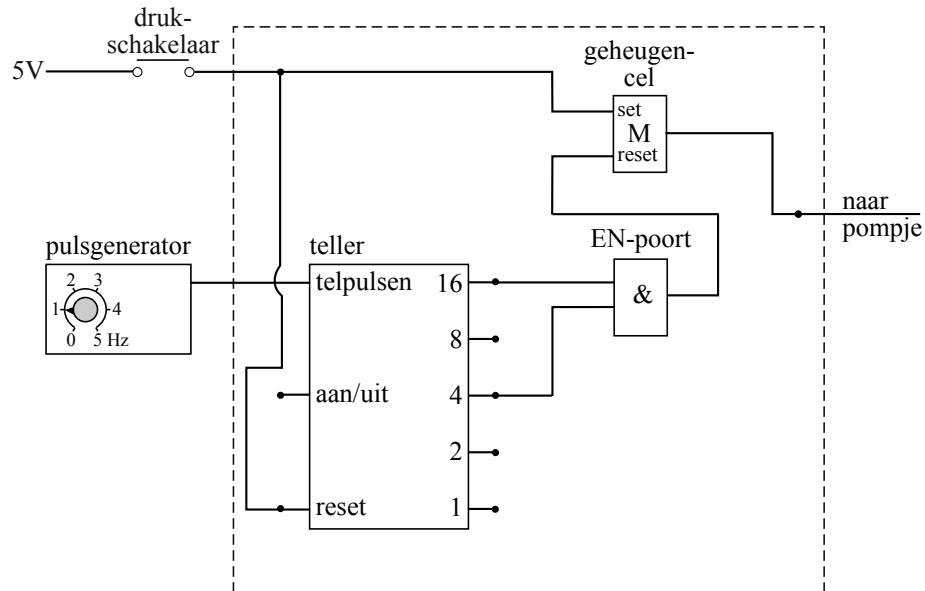 druk-
schakelaar
5V
geheugen-
cel
set
M
reset
naar
pompje
EN-poort
&
pulsgenerator
0 1 2 3 4 5 Hz
teller
telpulsen
aan/uit
reset
16
8
4
2
1